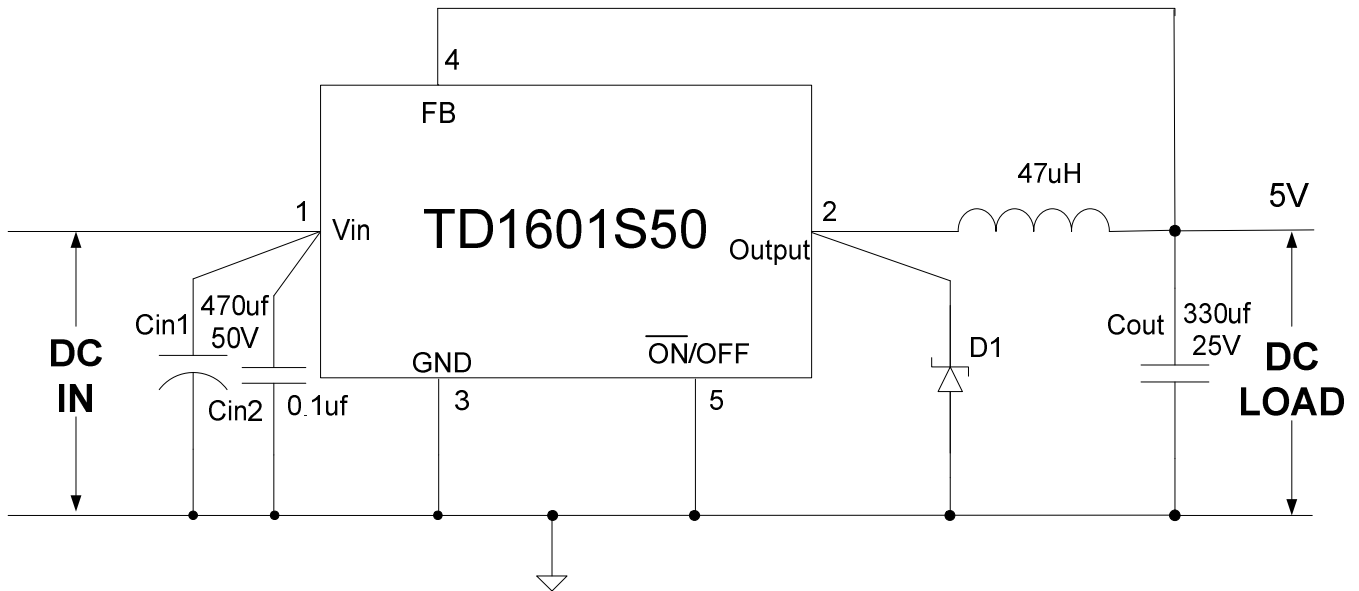 4
FB
47uH
5V
1
Vin
TD1601S50
2
Output
470uf
50V
Cin1
Cin2
0.1uf
DC
IN
GND
3
ON/OFF
5
D1
Cout
330uf
25V
DC
LOAD